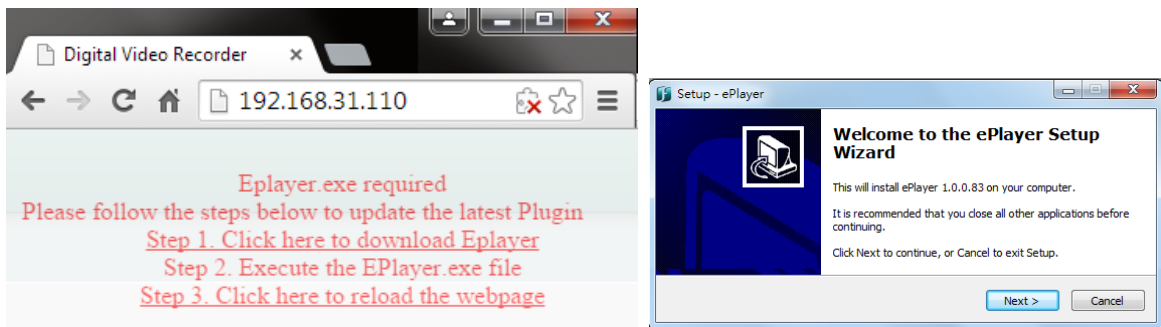 Digital Video Recorder
192.168.31.110
Eplayer.exe required
Please follow the steps below to update the latest Plugin
Step 1. Click here to download Eplayer
Step 2. Execute the EPlayer.exe file
Step 3. Click here to reload the webpage
Setup - ePlayer
Welcome to the ePlayer Setup
Wizard
This will install ePlayer 1.0.0.83 on your computer.
It is recommended that you close all other applications before
continuing.
Click Next to continue, or Cancel to exit Setup.
Next >
Cancel